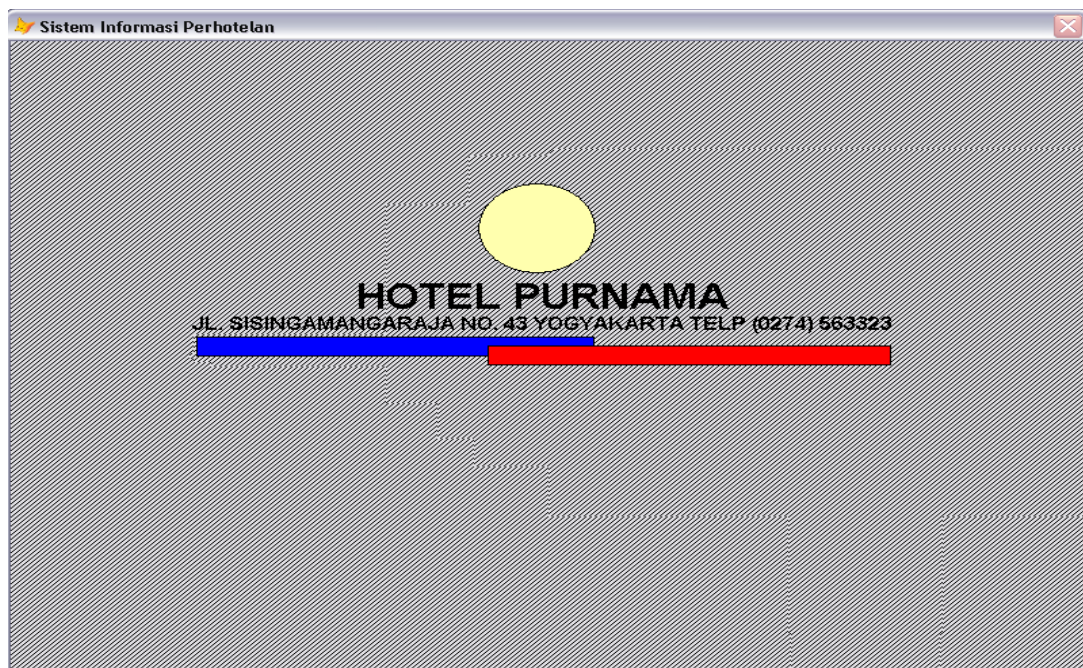 Sistem Informasi Perhotelan
HOTEL PURNAMA
JL. SISINGAMANGARAJA NO. 43 YOGYAKARTA TELP (0274) 563323